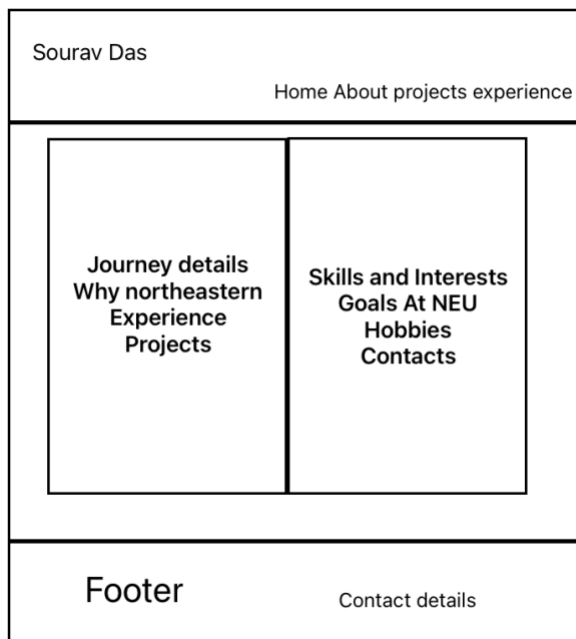 Sourav Das
Home About projects experience
Journey details
Why northeastern
Experience
Projects
Skills and Interests
Goals At NEU
Hobbies
Contacts
Footer
Contact details